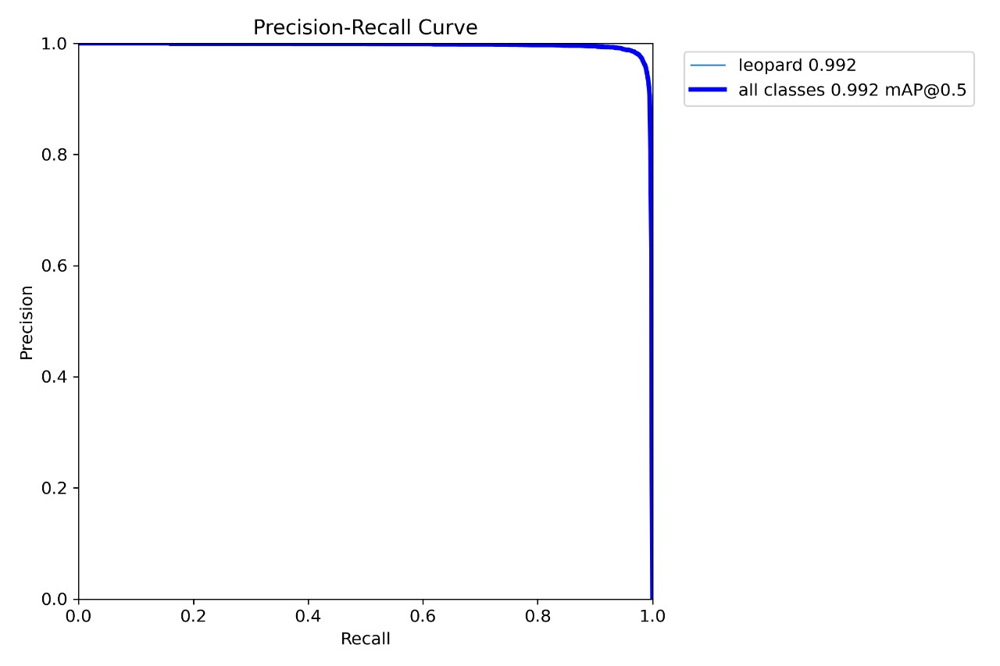 Precision-Recall Curve
1.0
0.8
0.6
0.4
0.2
0.0
Precision
0.0 0.2 0.4 0.6 0.8 1.0
Recall
leopard 0.992
all classes 0.992 mAP@0.5